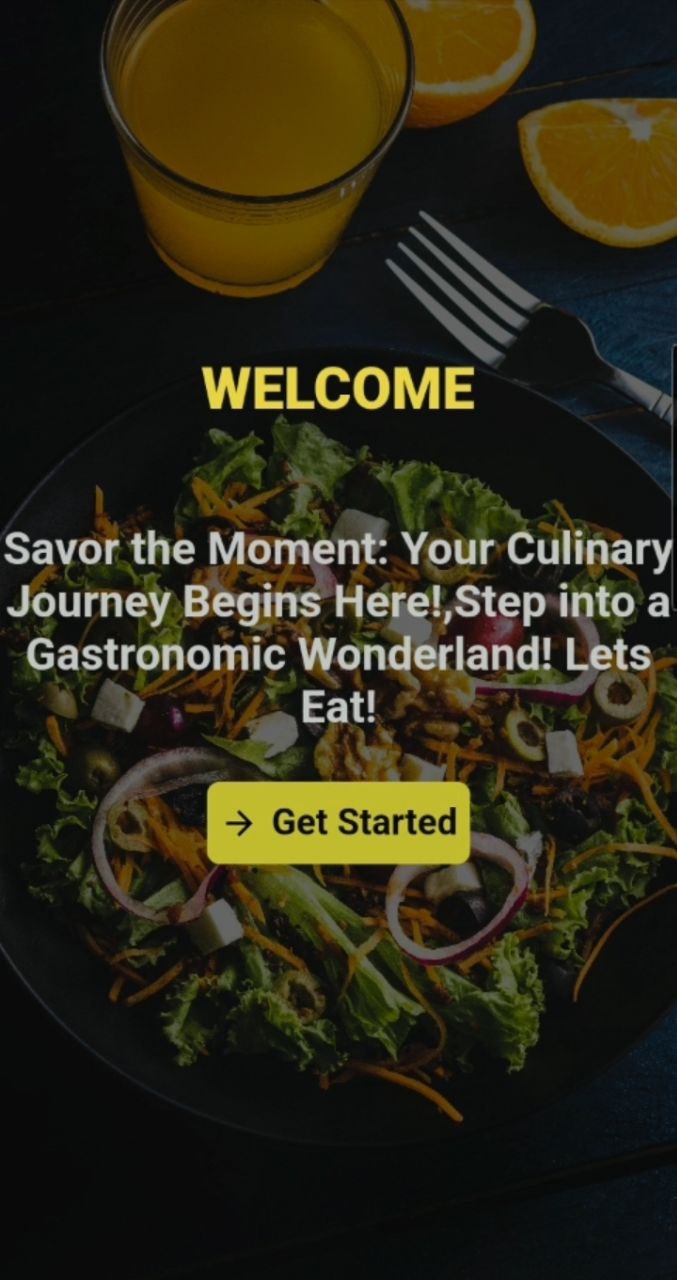 WELCOME
Savor the Moment: Your Culinary
Journey Begins Here!,Step into a
Gastronomic Wonderland! Lets
Eat!
→ Get Started